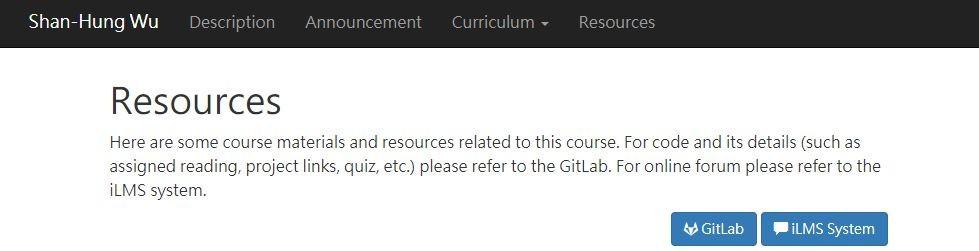 Shan-Hung Wu Description Announcement Curriculum Resources
Resources
Here are some course materials and resources related to this course. For code and its details (such as
assigned reading, project links, quiz, etc.) please refer to the GitLab. For online forum please refer to the
iLMS system.
GitLab iLMS System